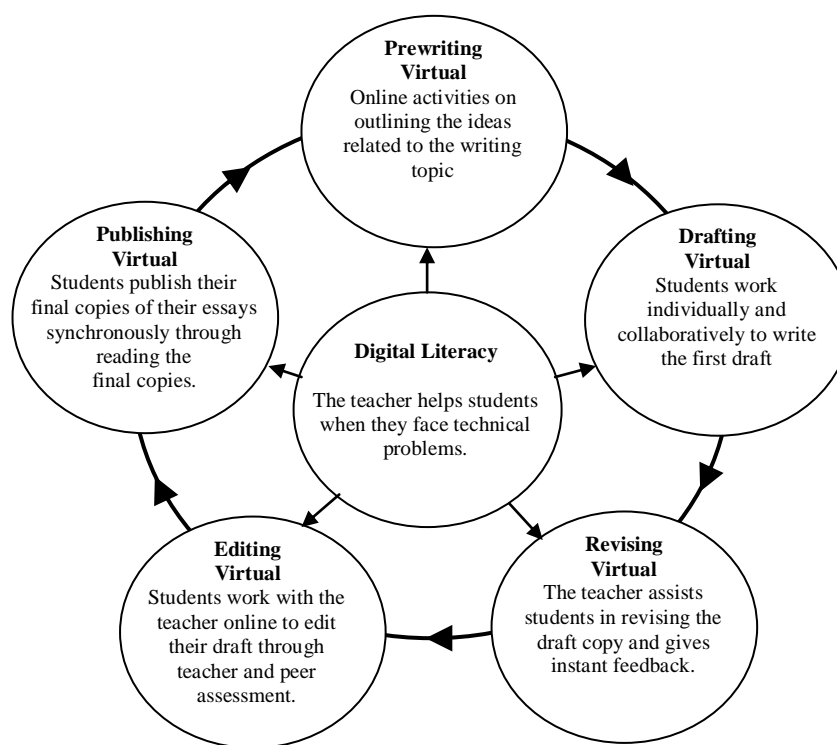 Prewriting
Virtual
Online activities on
outlining the ideas
related to the writing
topic
Publishing
Virtual
Students publish their
final copies of their essays
synchronously through
reading the
final copies.
Drafting
Virtual
Students work
individually and
collaboratively to write
the first draft
Digital Literacy
The teacher helps students
when they face technical
problems.
Editing
Virtual
Students work with the
teacher online to edit
their draft through
teacher and peer
assessment.
Revising
Virtual
The teacher assists
students in revising the
draft copy and gives
instant feedback.